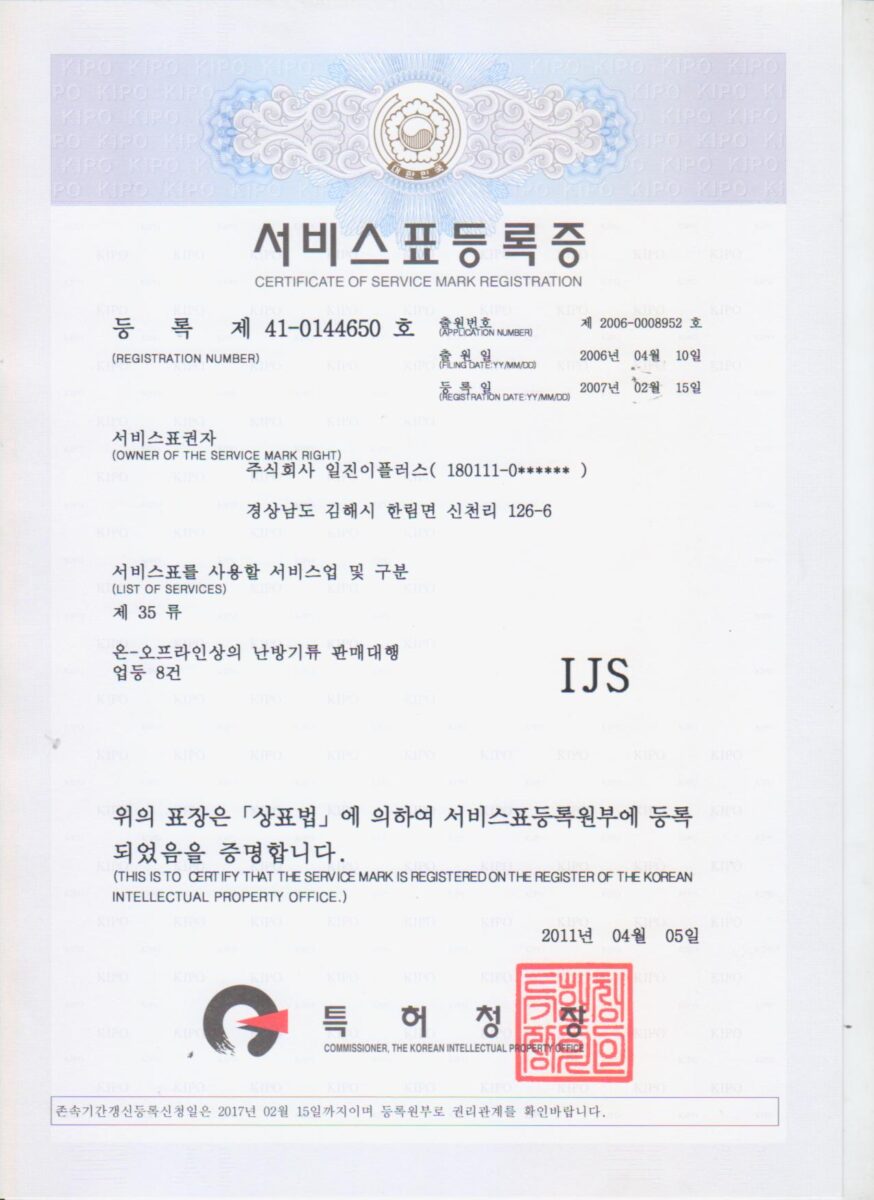 대한민국
서비스표등록증
CERTIFICATE OF SERVICE MARK REGISTRATION
등 록 제 41-0144650 호
(REGISTRATION NUMBER)
출원번호 제 2006-0008952 호
(APPLICATION NUMBER)
출 원 일 2006년 04월 10일
(FILING DATE:YY/MM/DD)
등 록 일 2007년 02월 15일
(REGISTRATION DATE:YY/MM/DD)
서비스표권자
(OWNER OF THE SERVICE MARK RIGHT)
주식회사 일진이플러스( 180111-0****** )
경상남도 김해시 한림면 신천리 126-6
서비스표를 사용할 서비스업 및 구분
(LIST OF SERVICES)
제 35 류
온-오프라인상의 난방기류 판매대행
업등 8건
IJS
위의 표장은 「상표법」에 의하여 서비스표등록원부에 등록
되었음을 증명합니다.
(THIS IS TO CERTIFY THAT THE SERVICE MARK IS REGISTERED ON THE REGISTER OF THE KOREAN
INTELLECTUAL PROPERTY OFFICE.)
2011년 04월 05일
특 허 청 장
COMMISSIONER, THE KOREAN INTELLECTUAL PROPERTY OFFICE
존속기간갱신등록신청일은 2017년 02월 15일까지이며 등록원부로 권리관계를 확인바랍니다.